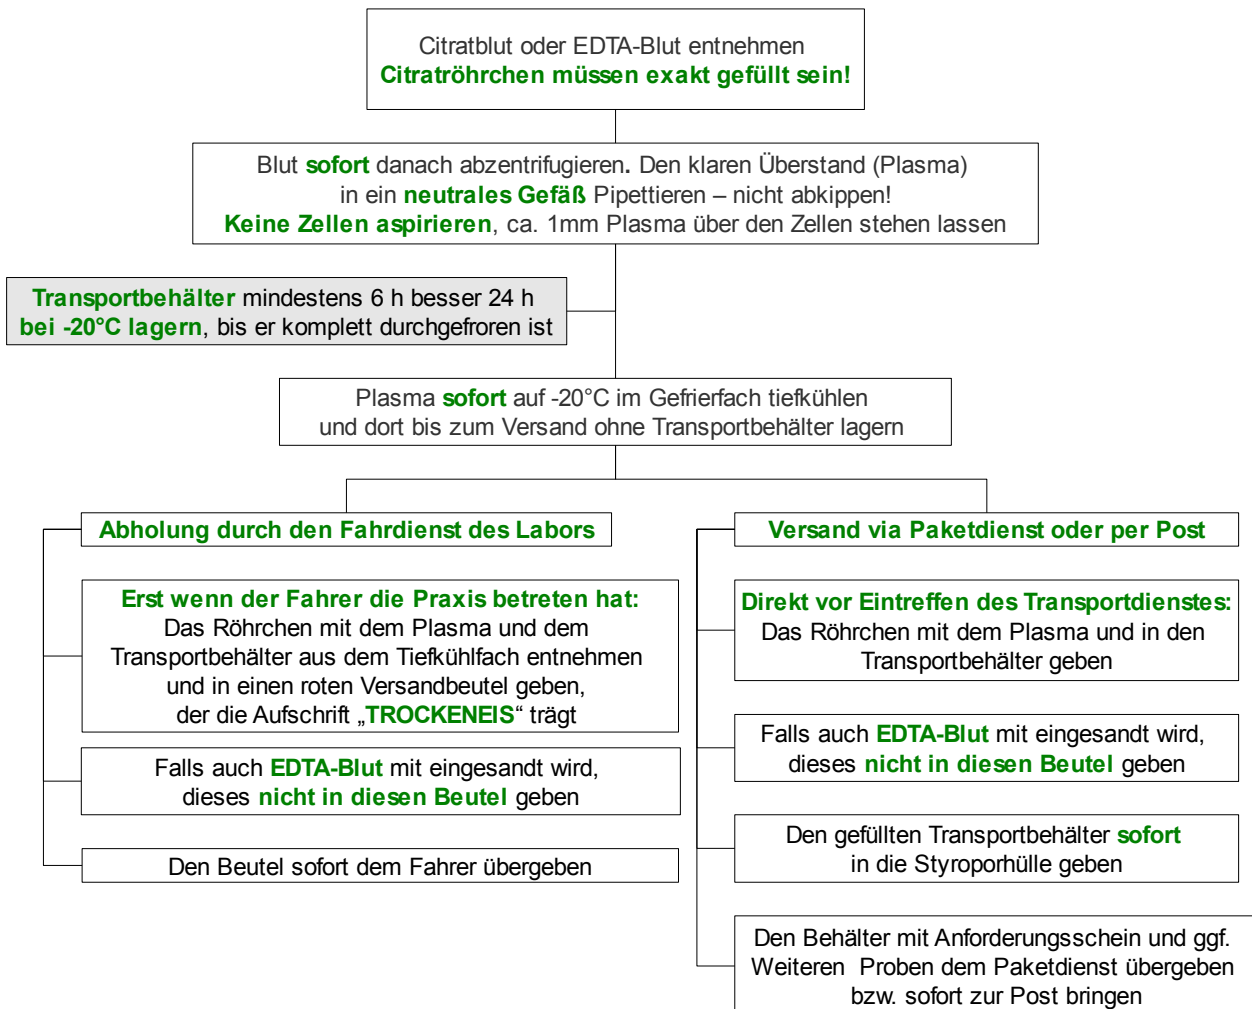 Citratblut oder EDTA-Blut entnehmen
Citratröhrchen müssen exakt gefüllt sein!
Blut sofort danach abzentrifugieren. Den klaren Überstand (Plasma)
in ein neutrales Gefäß Pipettieren – nicht abkippen!
Keine Zellen aspirieren, ca. 1mm Plasma über den Zellen stehen lassen
Transportbehälter mindestens 6 h besser 24 h
bei -20°C lagern, bis er komplett durchgefroren ist
Plasma sofort auf -20°C im Gefrierfach tiefkühlen
und dort bis zum Versand ohne Transportbehälter lagern
Abholung durch den Fahrdienst des Labors
Erst wenn der Fahrer die Praxis betreten hat:
Das Röhrchen mit dem Plasma und dem
Transportbehälter aus dem Tiefkühlfach entnehmen
und in einen roten Versandbeutel geben,
der die Aufschrift „TROCKENEIS“ trägt
Falls auch EDTA-Blut mit eingesandt wird,
dieses nicht in diesen Beutel geben
Den Beutel sofort dem Fahrer übergeben
Versand via Paketdienst oder per Post
Direkt vor Eintreffen des Transportdienstes:
Das Röhrchen mit dem Plasma und in den
Transportbehälter geben
Falls auch EDTA-Blut mit eingesandt wird,
dieses nicht in diesen Beutel geben
Den gefüllten Transportbehälter sofort
in die Styroporhülle geben
Den Behälter mit Anforderungsschein und ggf.
Weiteren Proben dem Paketdienst übergeben
bzw. sofort zur Post bringen